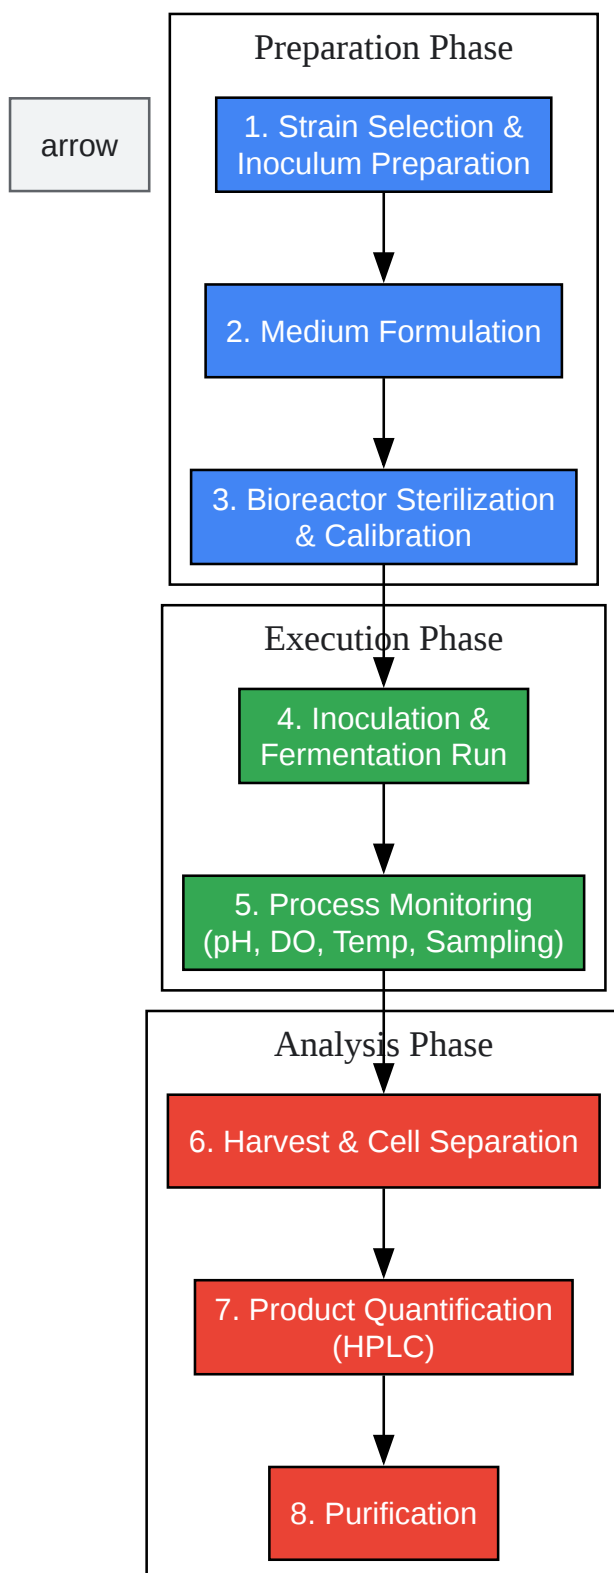 Preparation Phase
arrow
1. Strain Selection &
Inoculum Preparation
2. Medium Formulation
3. Bioreactor Sterilization
& Calibration
Execution Phase
4. Inoculation &
Fermentation Run
5. Process Monitoring
(pH, DO, Temp, Sampling)
Analysis Phase
6. Harvest & Cell Separation
7. Product Quantification
(HPLC)
8. Purification